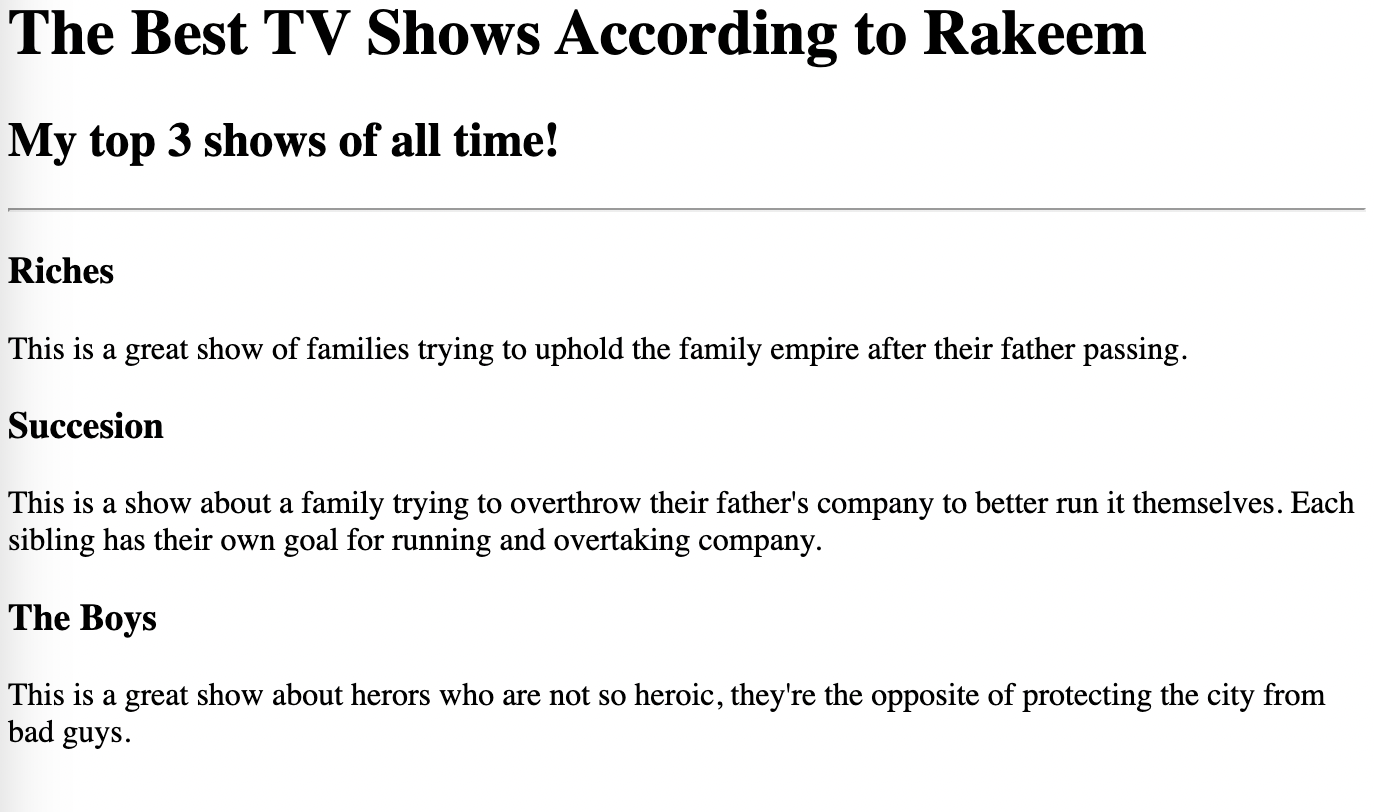 The Best TV Shows According to Rakeem
My top 3 shows of all time!
Riches
This is a great show of families trying to uphold the family empire after their father passing.
Succesion
This is a show about a family trying to overthrow their father's company to better run it themselves. Each
sibling has their own goal for running and overtaking company.
The Boys
This is a great show about herors who are not so heroic, they're the opposite of protecting the city from
bad guys.